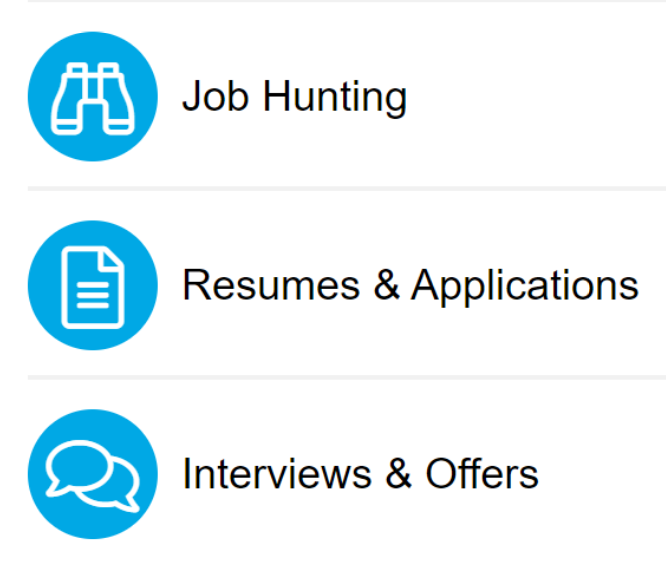 Job Hunting
Resumes & Applications
Interviews & Offers